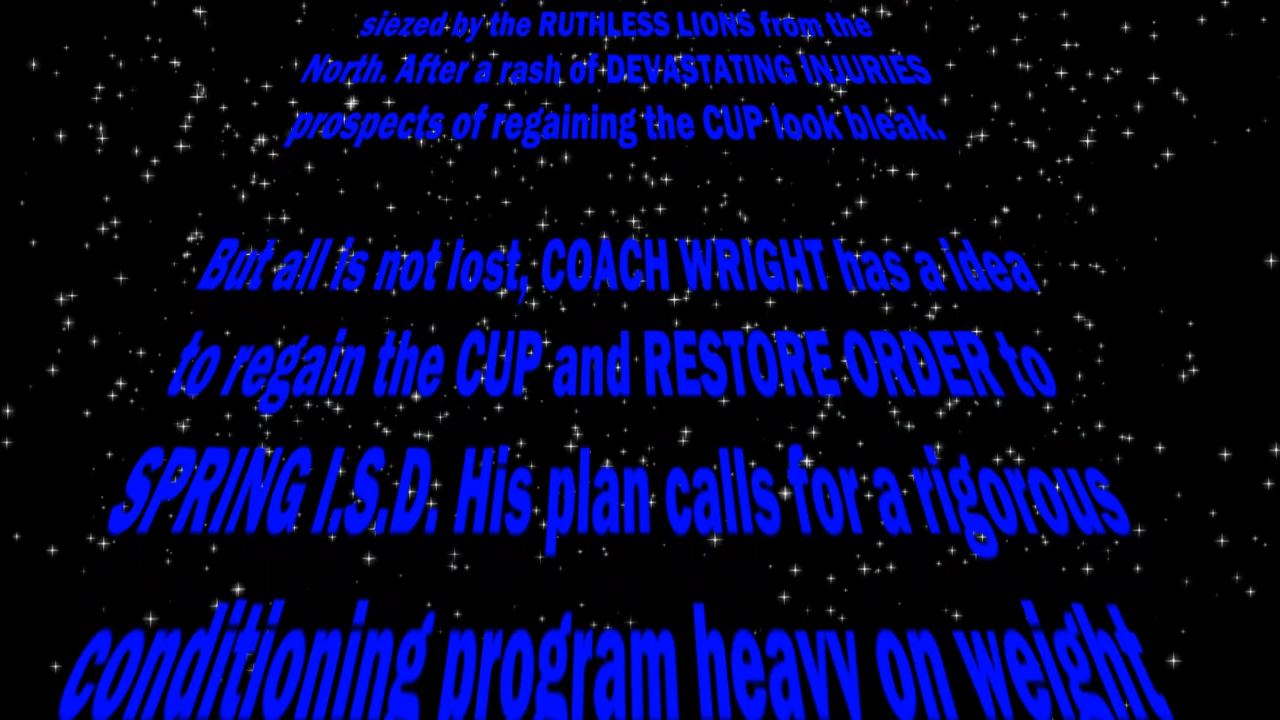 siezed by the RUTHLESS LIONS from the
North. After a rash of DEVASTATING INJURIES
prospects of regaining the CUP look bleak.
But all is not lost, COACH WRIGHT has a idea
to regain the CUP and RESTORE ORDER to
SPRING I.S.D. His plan calls for a rigorous
conditioning program heavy on weight